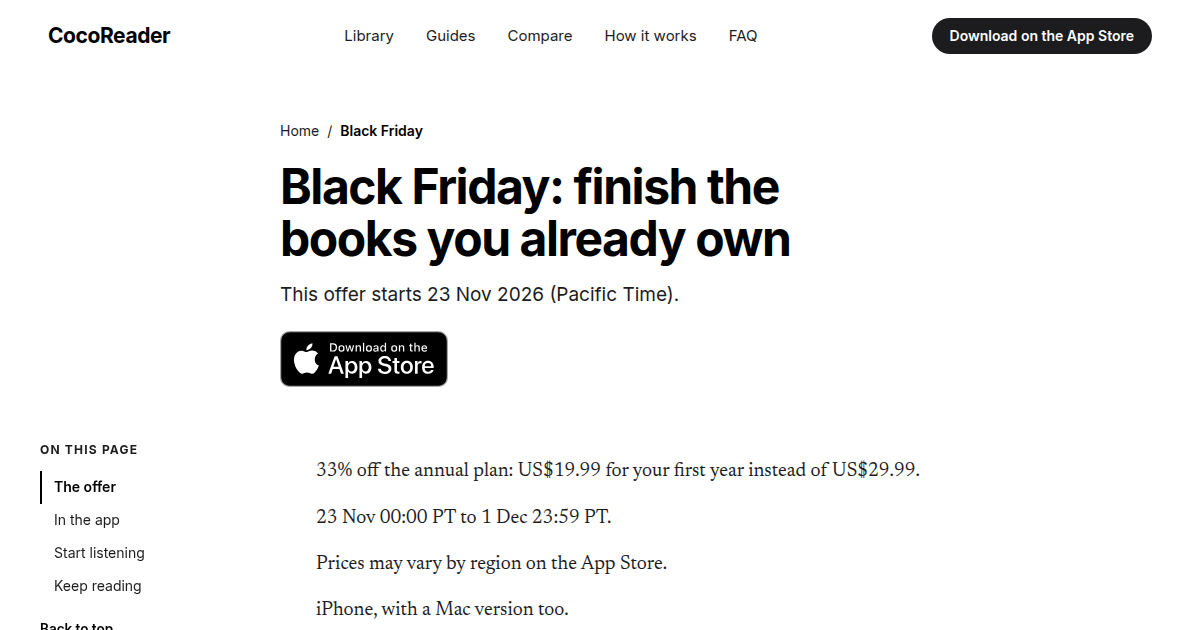 CocoReader
Library
Guides
Compare
How it works
FAQ
Download on the App Store
Home / Black Friday
Black Friday: finish the
books you already own
This offer starts 23 Nov 2026 (Pacific Time).
Download on the
App Store
ON THIS PAGE
The offer
In the app
Start listening
Keep reading
Back to top
33% off the annual plan: US$19.99 for your first year instead of US$29.99.
23 Nov 00:00 PT to 1 Dec 23:59 PT.
Prices may vary by region on the App Store.
iPhone, with a Mac version too.